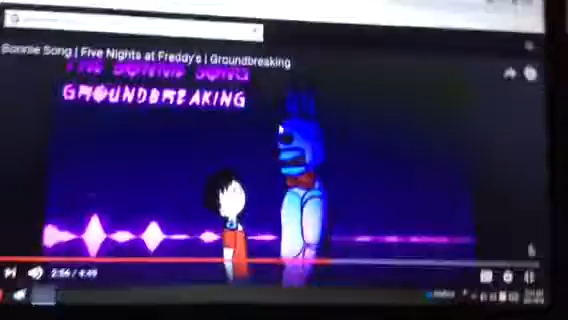 Bonnie Song | Five Nights at Freddy's | Groundbreaking
THE BONNIE SONG
GROUNDBREAKING
2:56 / 4:49